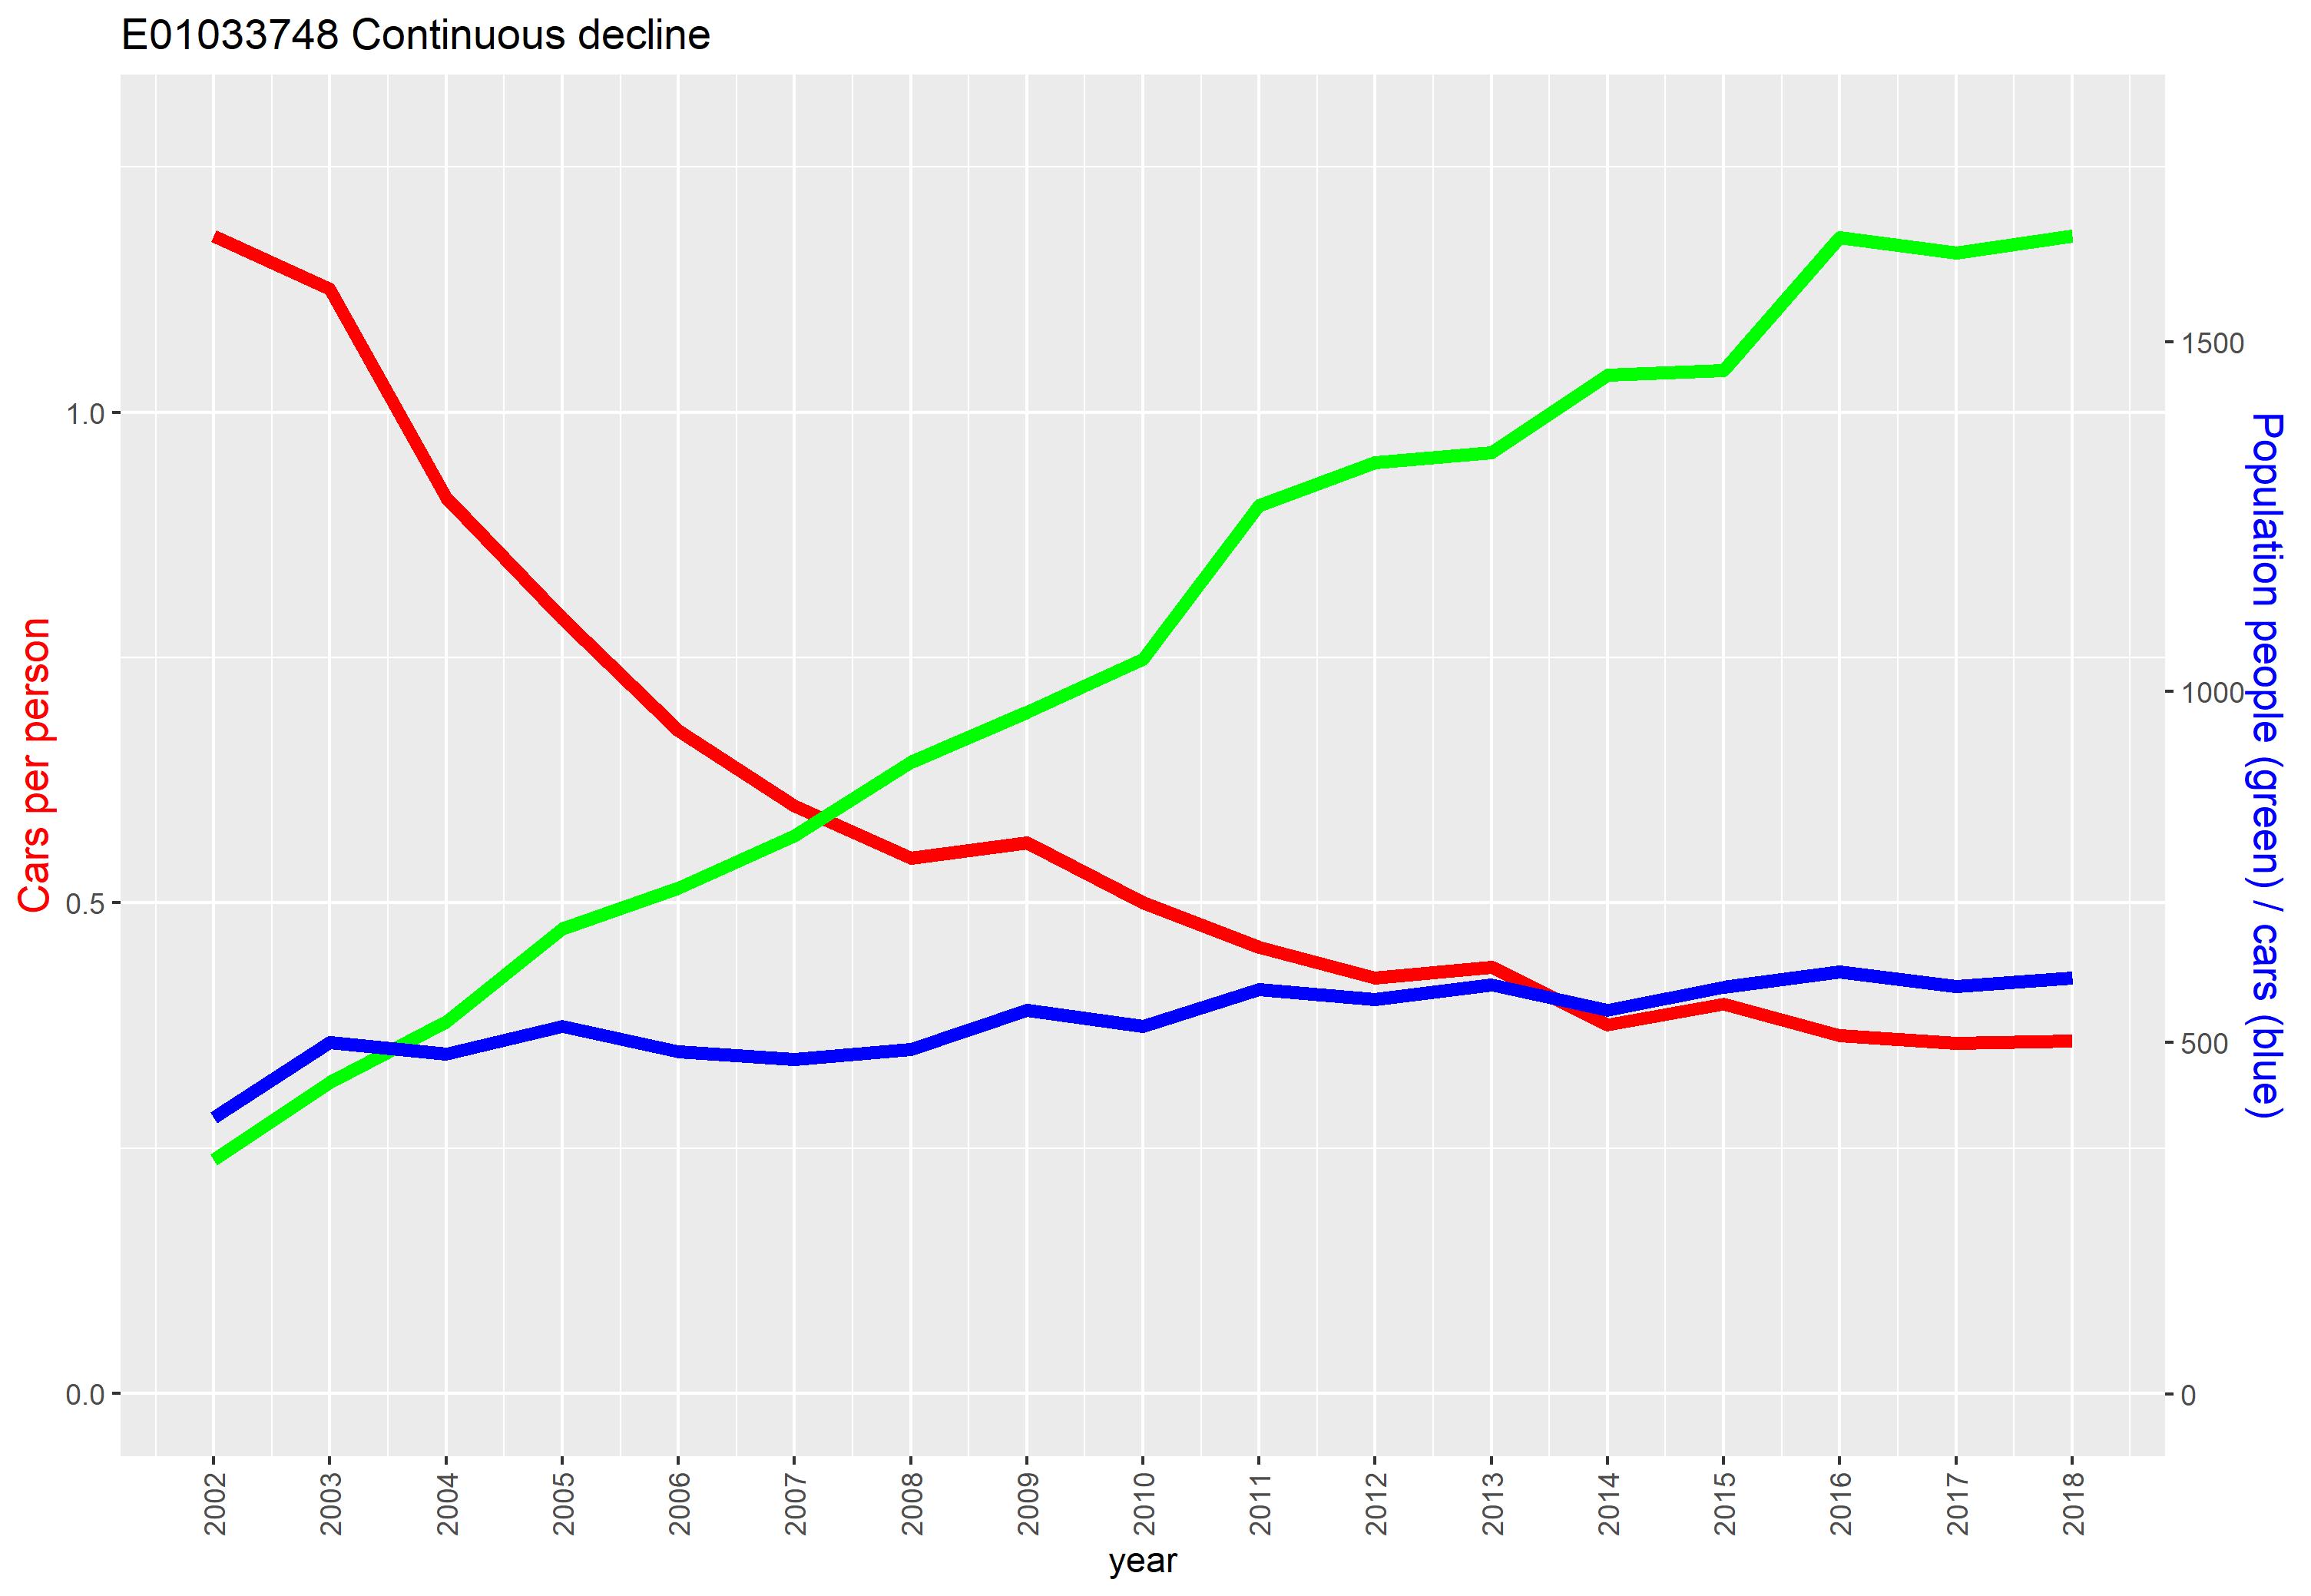 E01033748 Continuous decline
Cars per person
1.0
0.5
0.0
1500
1000
500
0
Population people (green) / cars (blue)
2002 2003 2004 2005 2006 2007 2008 2009 2010 2011 2012 2013 2014 2015 2016 2017 2018
year